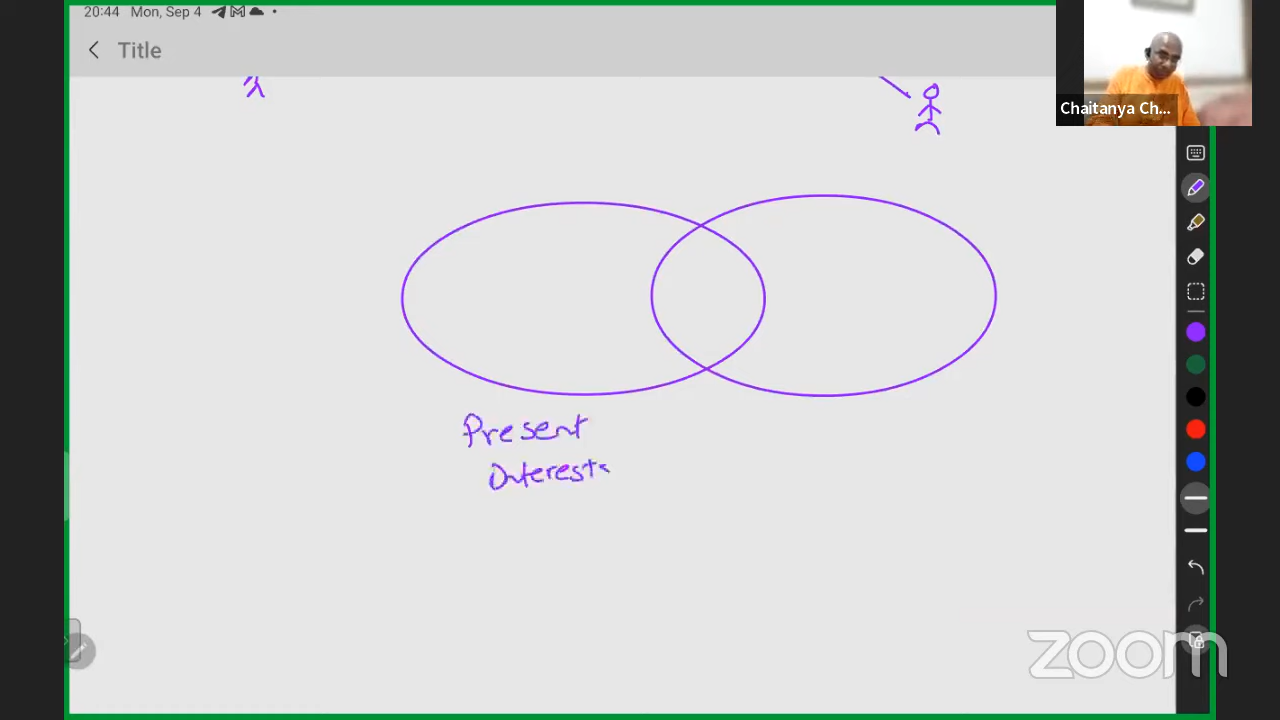 20:44 Mon, Sep 4
Title
Chaitanya Ch...
Present
Interests
zoom